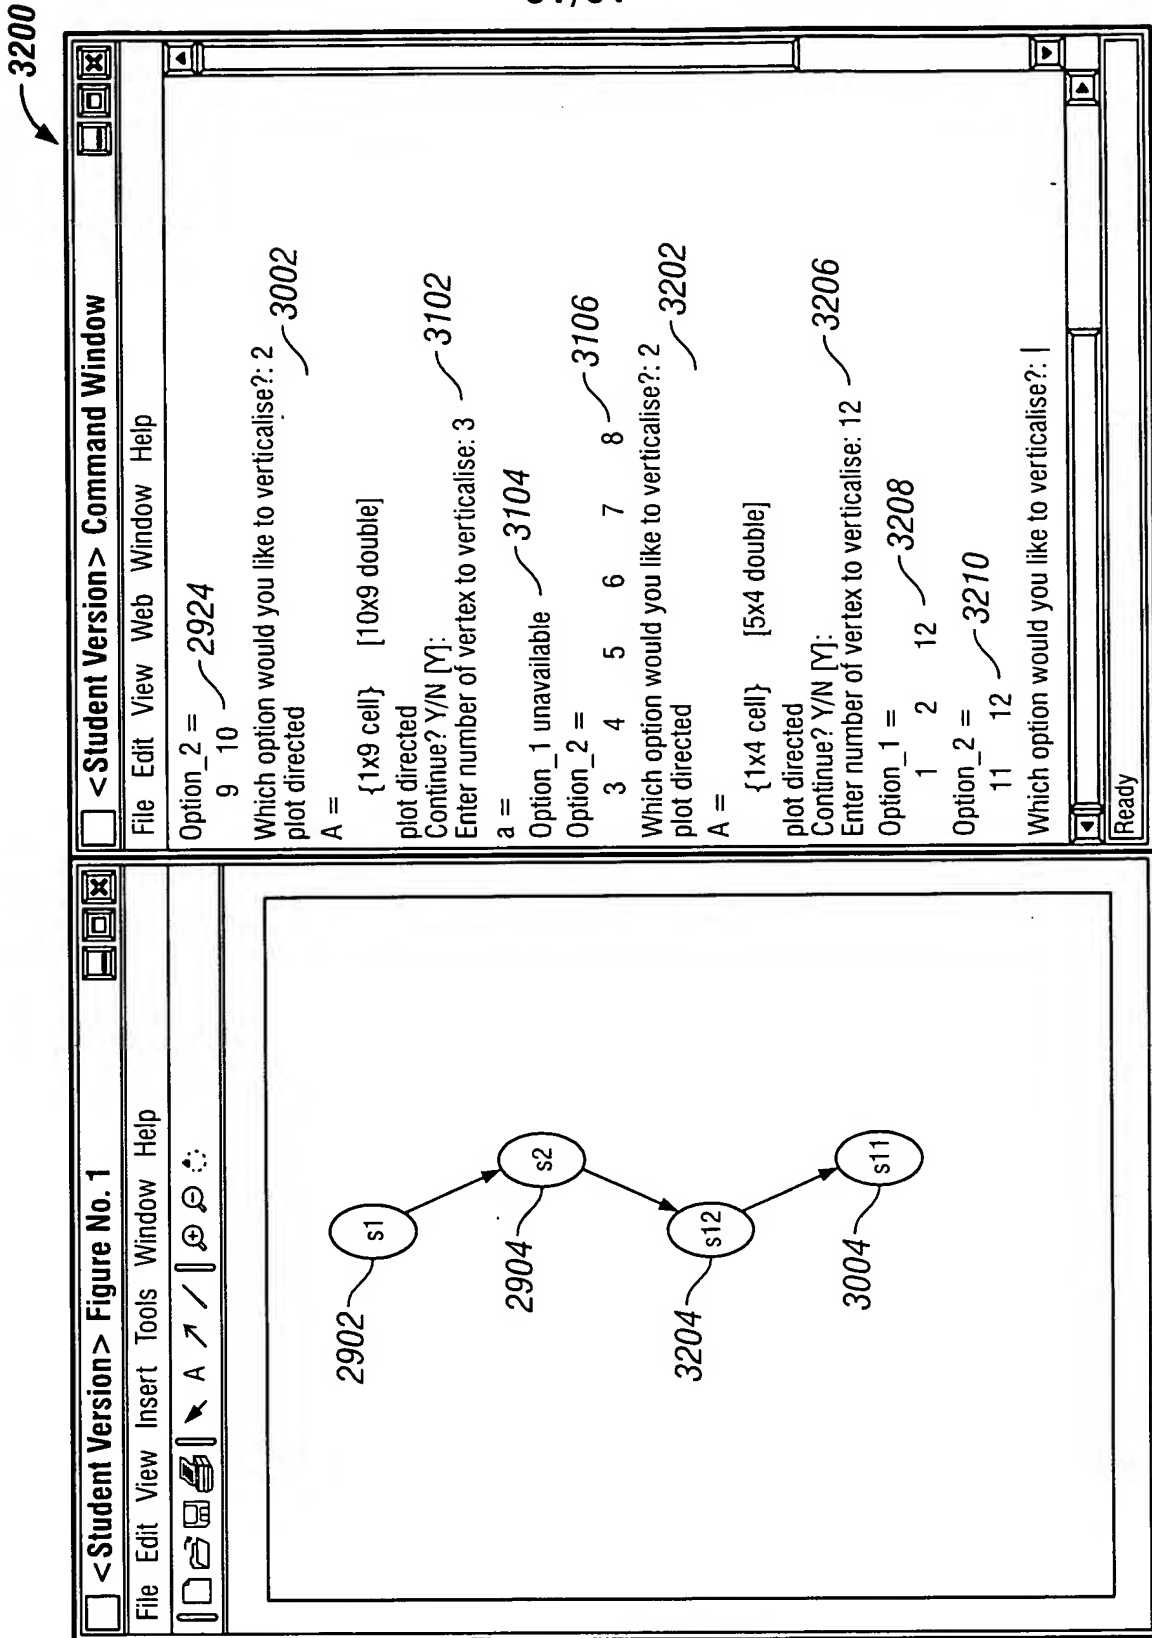 3200
<Student Version> Figure No. 1
File Edit View Insert Tools Window Help
A
s1
2902
s2
2904
s12
3204
s11
3004
<Student Version> Command Window
File Edit View Web Window Help
Option_2 =
9 10 2924
Which option would you like to verticalise?: 2
plot directed 3002
A =
{1x9 cell} [10x9 double]
plot directed
Continue? Y/N [Y]:
Enter number of vertex to verticalise: 3 3102
a =
Option_1 unavailable 3104
Option_2 =
3 4 5 6 7 8 3106
Which option would you like to verticalise?: 2
plot directed 3202
A =
{1x4 cell} [5x4 double]
plot directed
Continue? Y/N [Y]:
Enter number of vertex to verticalise: 12 3206
Option_1 =
1 2 12 3208
Option_2 =
11 12 3210
Which option would you like to verticalise?: |
Ready